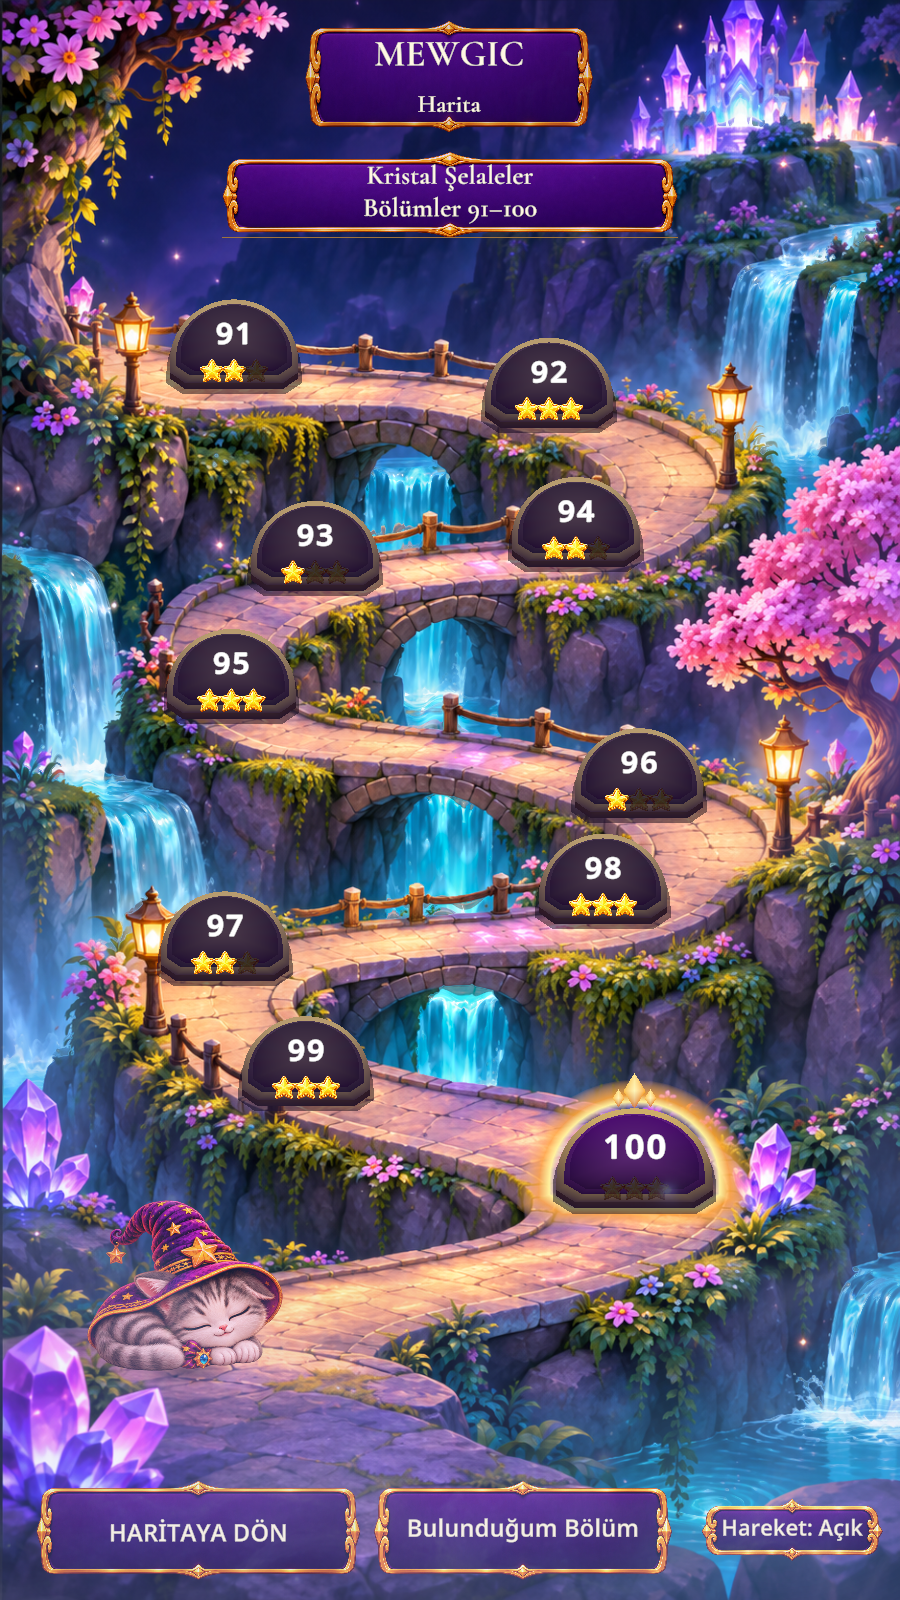 MEWGIC
Harita
Kristal Şelaleler
Bölümler 91–100
91
92
93
94
95
96
98
97
99
100
HARİTAYA DÖN
Bulunduğum Bölüm
Hareket: Açık